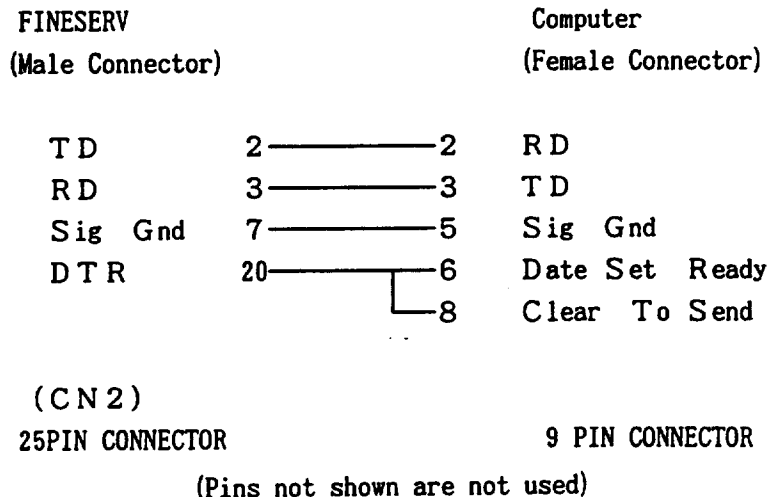 FINESERV Computer
(Male Connector) (Female Connector)
TD 2 2 RD
RD 3 3 TD
Sig Gnd 7 5 Sig Gnd
DTR 20 6 Date Set Ready
8 Clear To Send
(CN2)
25PIN CONNECTOR 9 PIN CONNECTOR
(Pins not shown are not used)